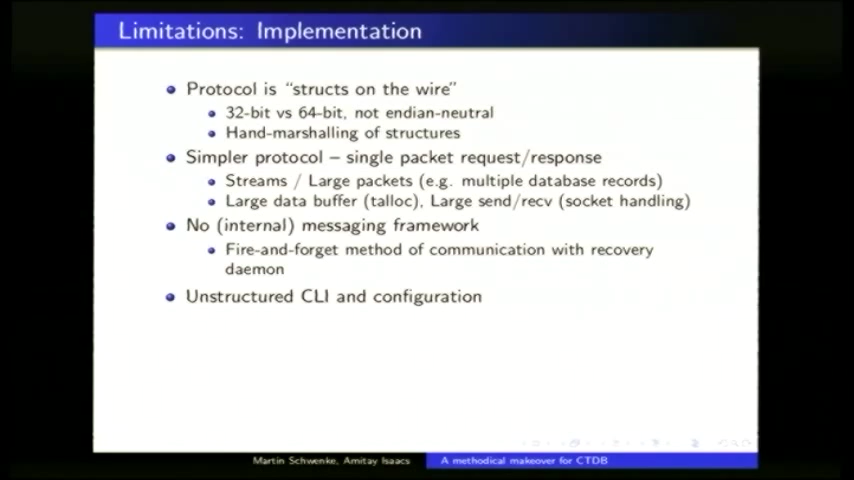 Limitations: Implementation
Protocol is “structs on the wire”
32-bit vs 64-bit, not endian-neutral
Hand-marshalling of structures
Simpler protocol – single packet request/response
Streams / Large packets (e.g. multiple database records)
Large data buffer (talloc), Large send/recv (socket handling)
No (internal) messaging framework
Fire-and-forget method of communication with recovery
daemon
Unstructured CLI and configuration
Martin Schwenke, Amitay Isaacs
A methodical makeover for CTDB